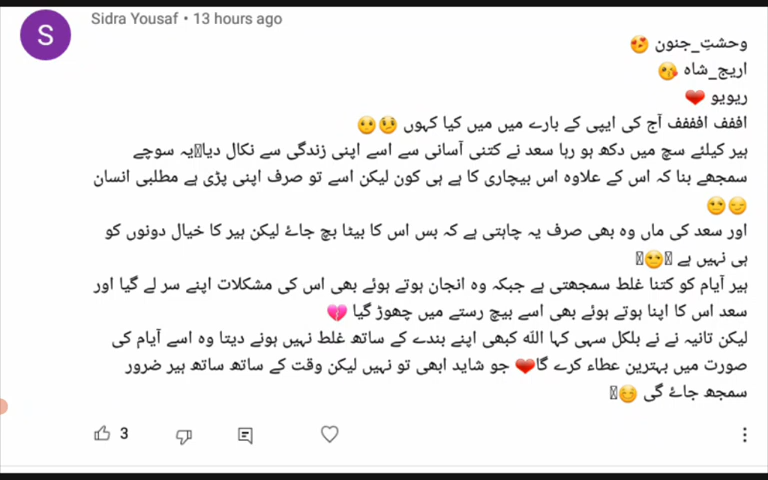 Sidra Yousaf • 13 hours ago
S
وحشتِ_جنون 😍
اریج_شاہ 😘
ریویو ❤
اففف اففففف آج کی ایپی کے بارے میں میں کیا کہوں 🤨😐
ہیر کیلئے سچ میں دکھ ہو رہا سعد نے کتنی آسانی سے اسے اپنی زندگی سے نکال دیا▯یہ سوچے
سمجھے بنا کہ اس کے علاوہ اس بیچاری کا ہے ہی کون لیکن اسے تو صرف اپنی پڑی ہے مطلبی انسان
😒😏
اور سعد کی ماں وہ بھی صرف یہ چاہتی ہے کہ بس اس کا بیٹا بچ جاۓ لیکن ہیر کا خیال دونوں کو
ہی نہیں ہے ▯😒▯
ہیر آیام کو کتنا غلط سمجھتی ہے جبکہ وہ انجان ہوتے ہوئے بھی اس کی مشکلات اپنے سر لے گیا اور
سعد اس کا اپنا ہوتے ہوئے بھی اسے بیچ رستے میں چھوڑ گیا 💔
لیکن تانیہ نے نے بلکل سہی کہا اللہ کبھی اپنے بندے کے ساتھ غلط نہیں ہونے دیتا وہ اسے آیام کی
صورت میں بہترین عطاء کرے گا❤ جو شاید ابھی تو نہیں لیکن وقت کے ساتھ ساتھ ہیر ضرور
سمجھ جاۓ گی ☺▯
3